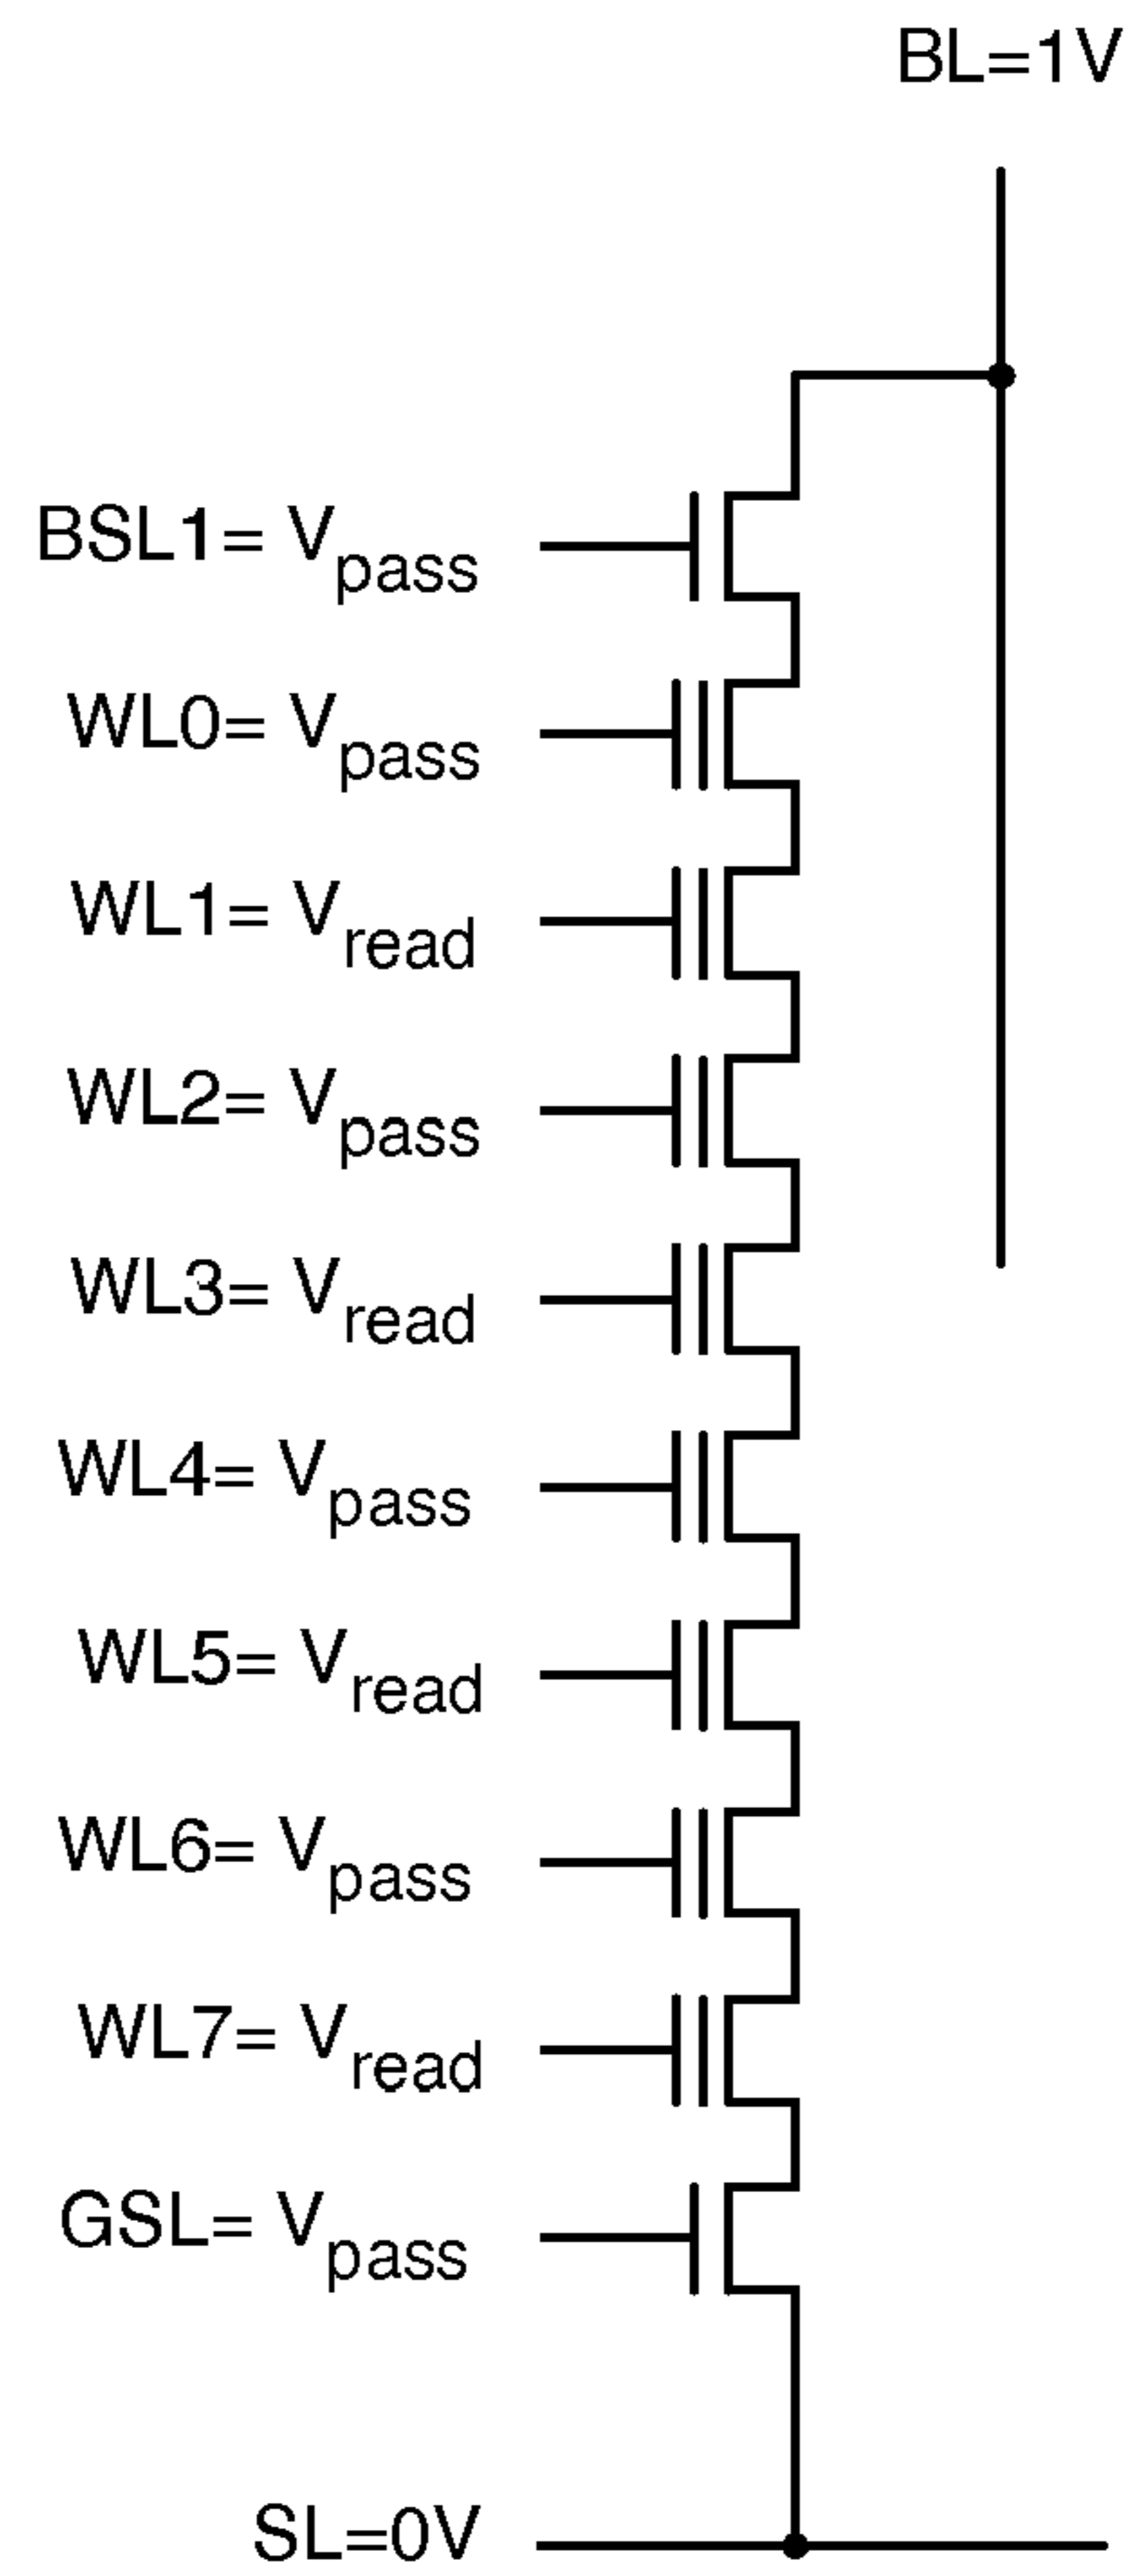 BL=1V
BSL1= Vpass
WL0= Vpass
WL1= Vread
WL2= Vpass
WL3= Vread
WL4= Vpass
WL5= Vread
WL6= Vpass
WL7= Vread
GSL= Vpass
SL=0V